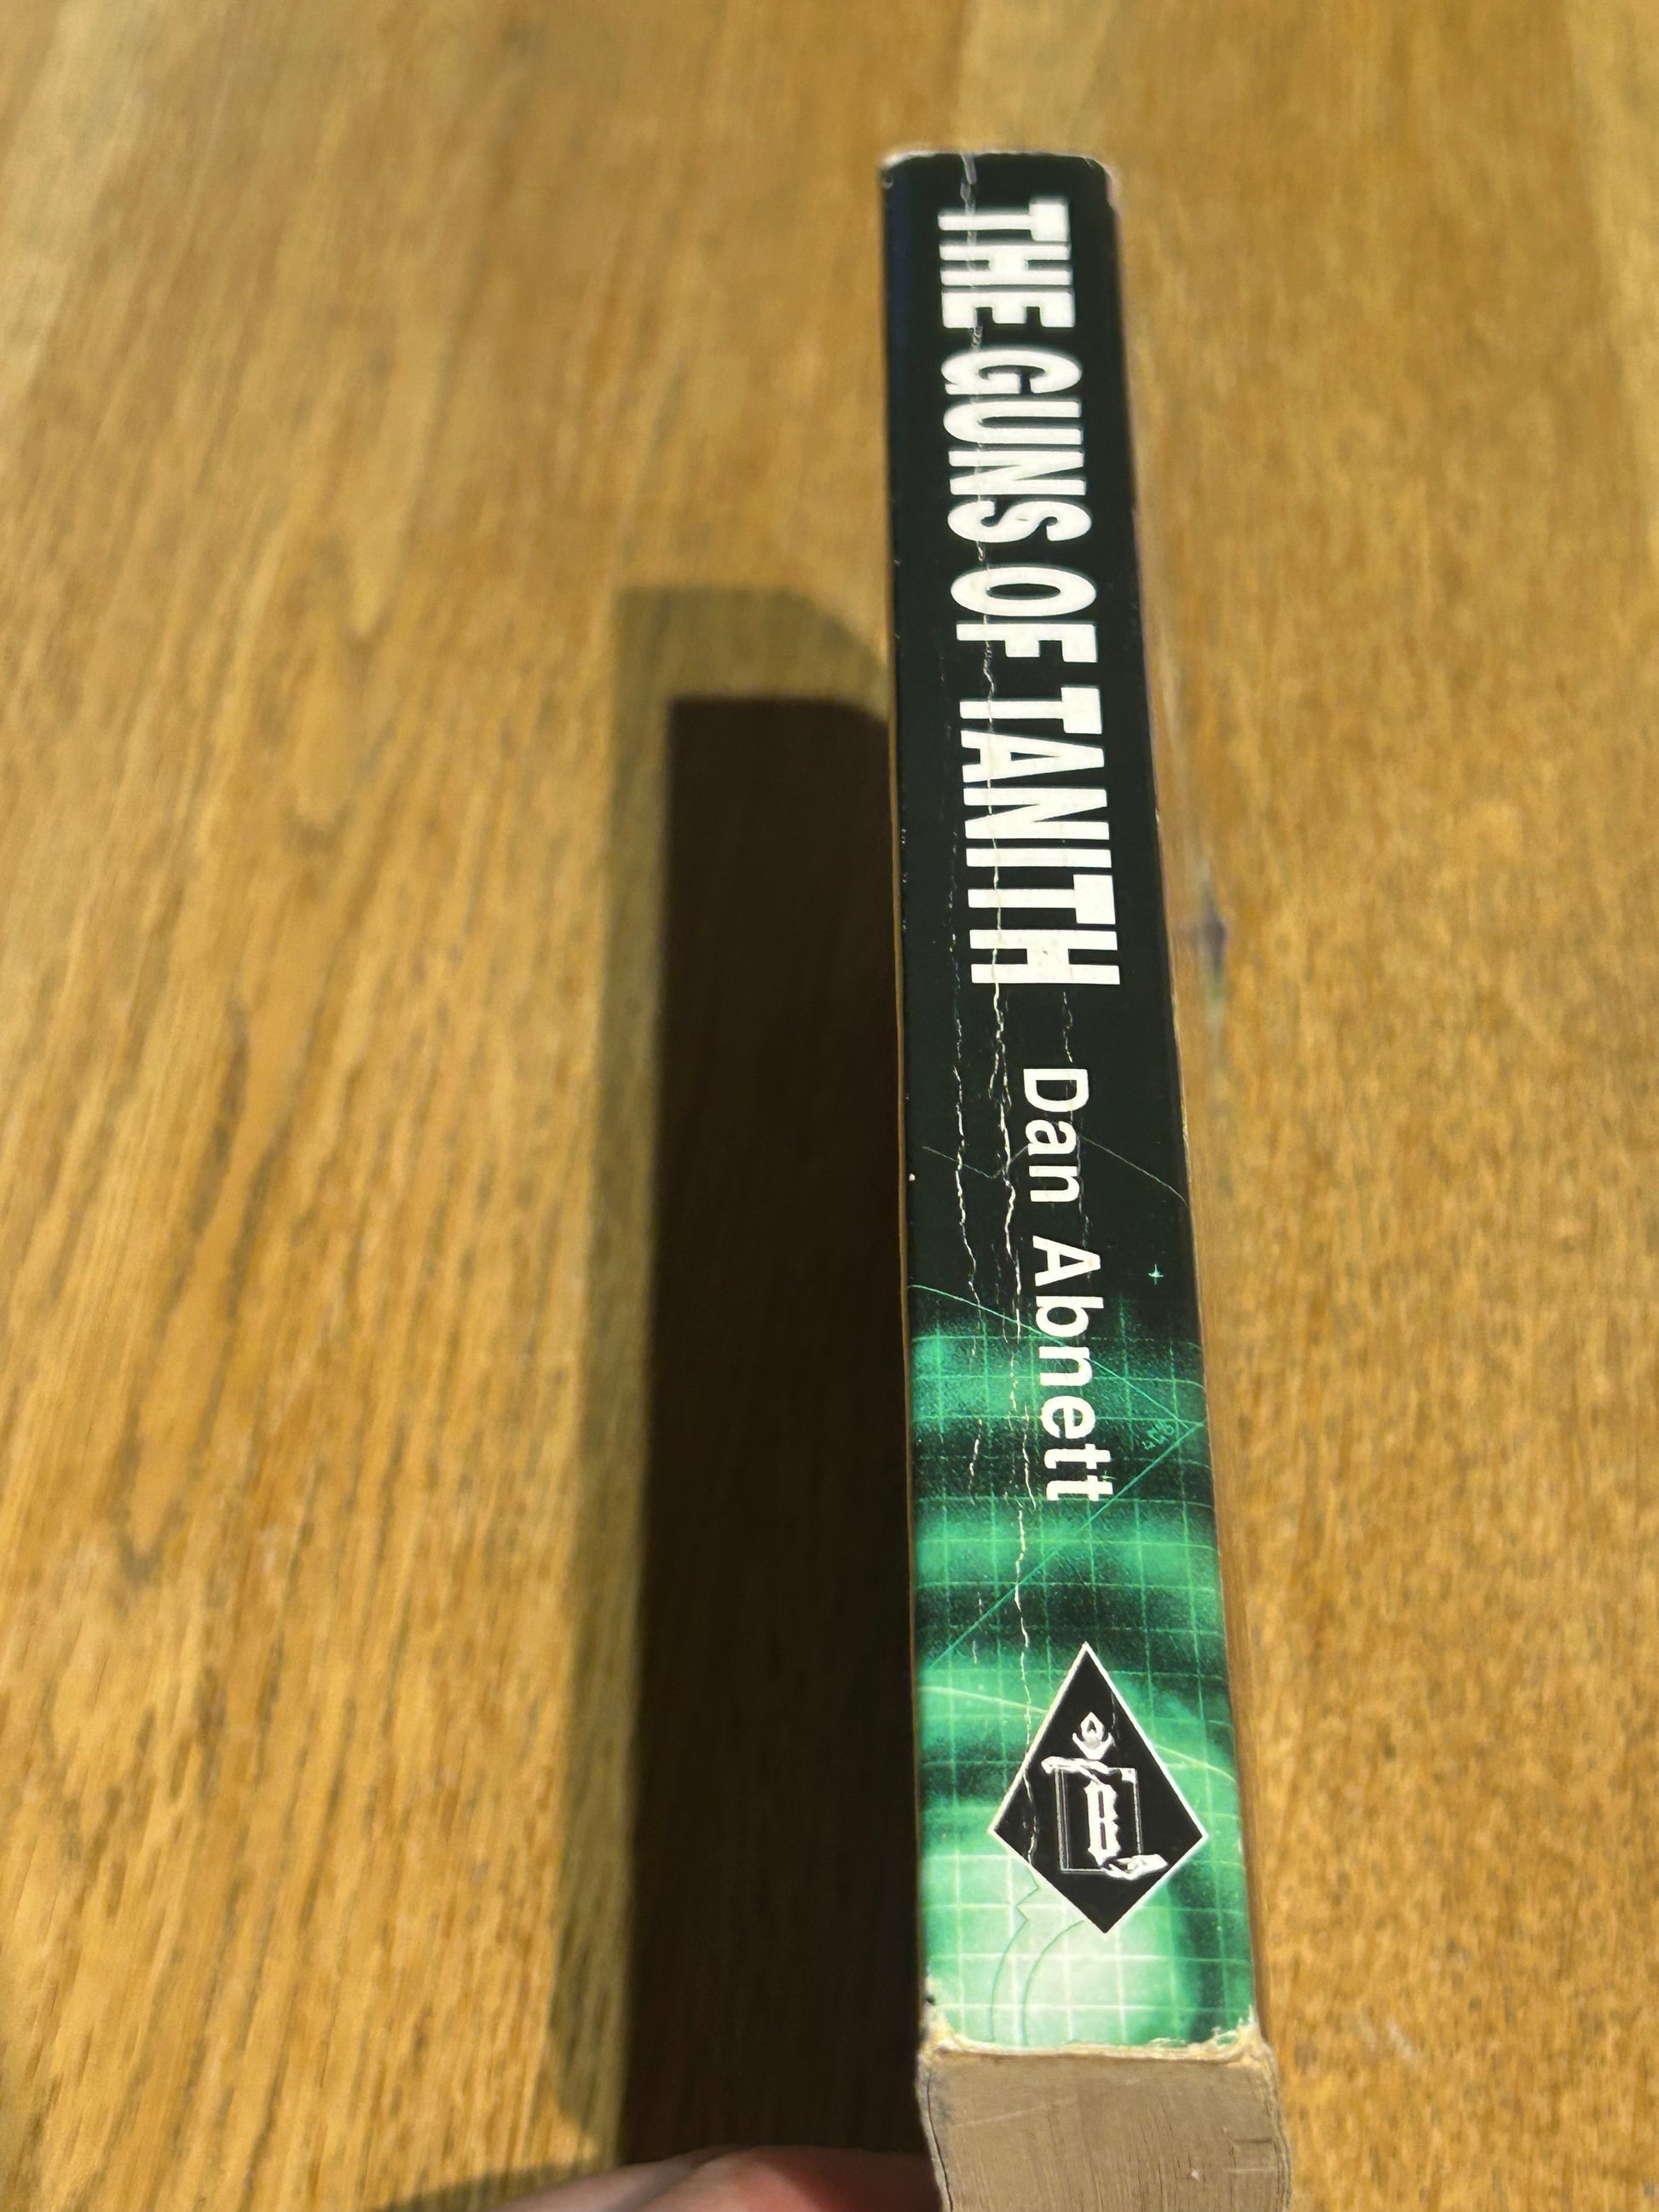 THE GUNS OF TANITH Dan Abnett